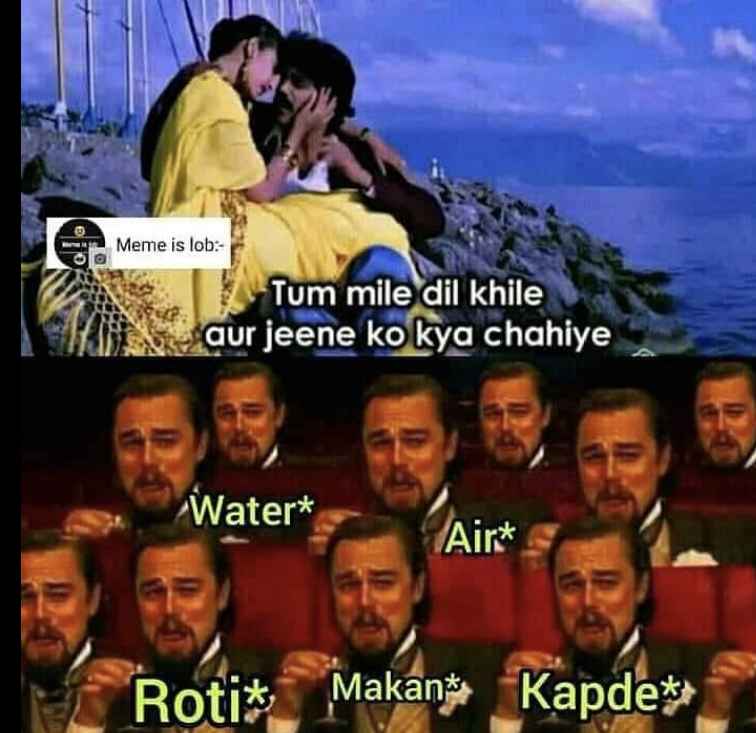 Meme is lob:-
Tum mile dil khile
aur jeene ko kya chahiye
Water*
Air*
Roti*
Makan*
Kapde*